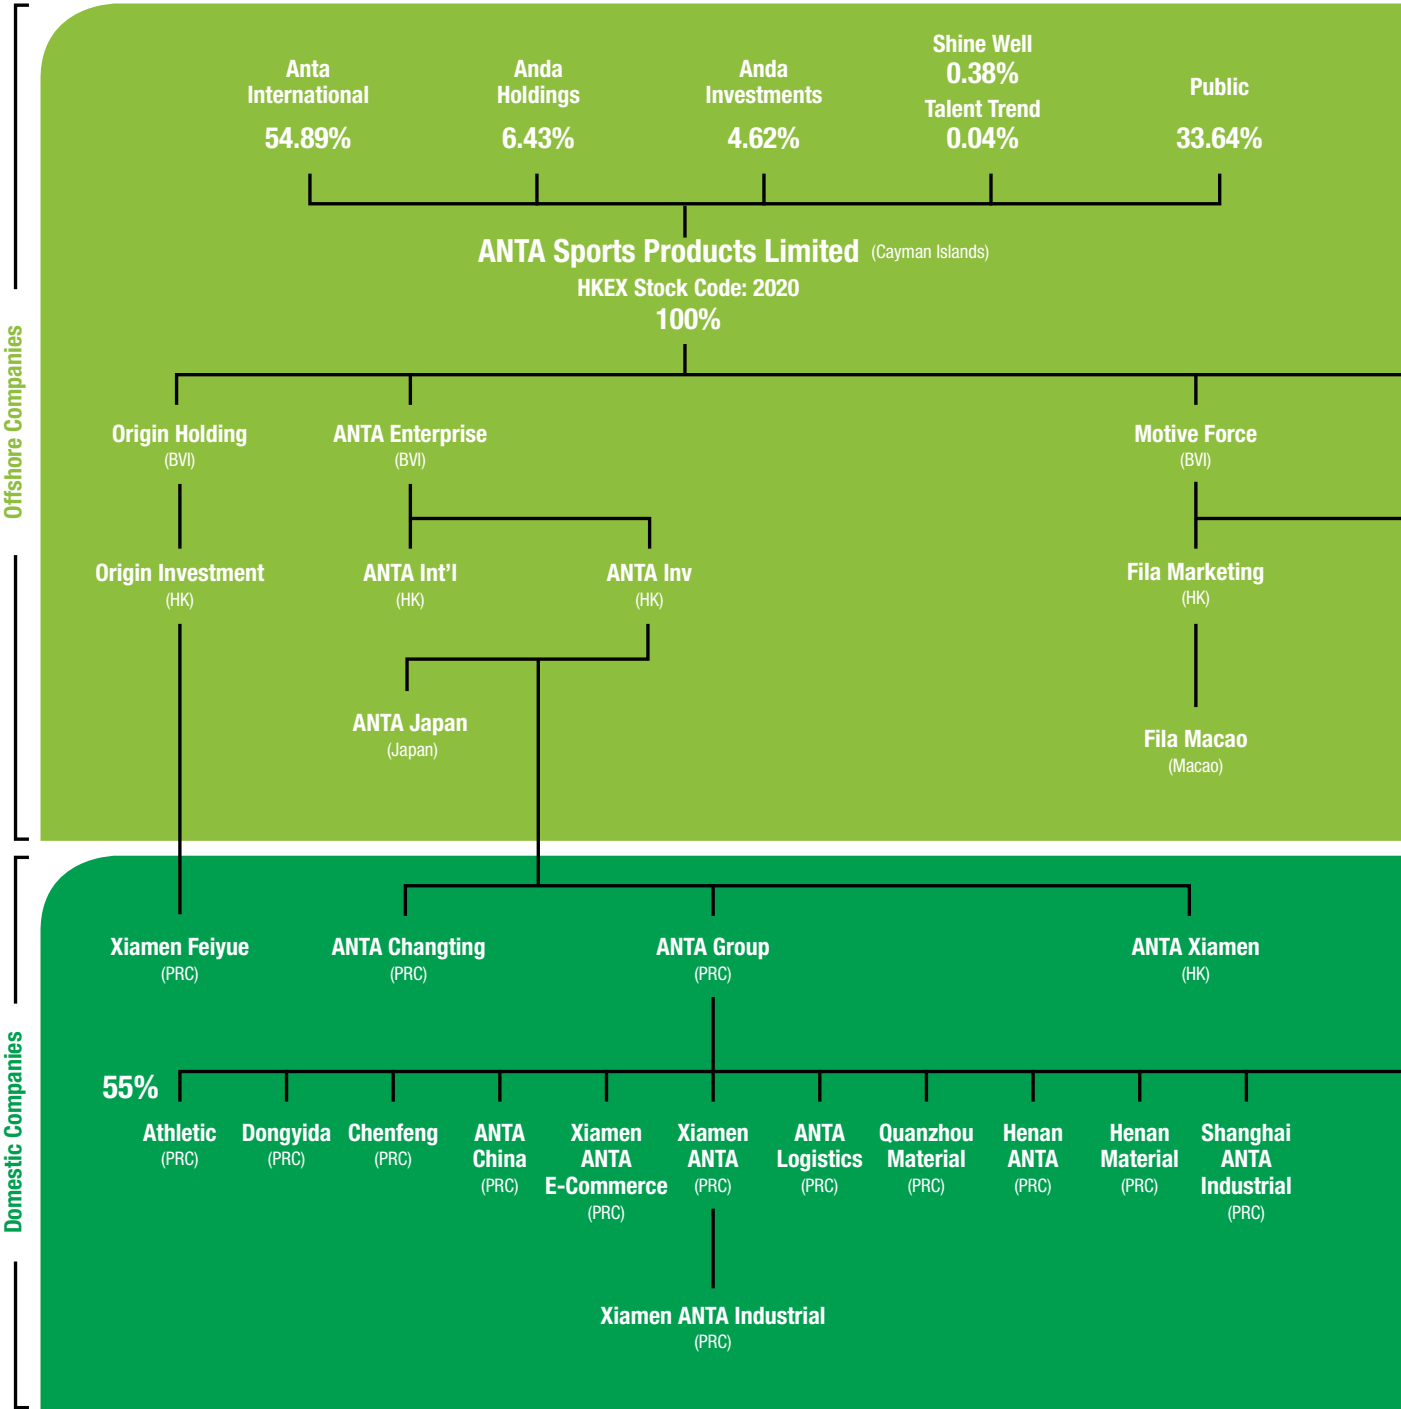 Offshore Companies
Anta
International
54.89%
Anda
Holdings
6.43%
Anda
Investments
4.62%
Shine Well
0.38%
Talent Trend
0.04%
Public
33.64%
ANTA Sports Products Limited (Cayman Islands)
HKEX Stock Code: 2020
100%
Origin Holding
(BVI)
ANTA Enterprise
(BVI)
Motive Force
(BVI)
Origin Investment
(HK)
ANTA Int'l
(HK)
ANTA Inv
(HK)
Fila Marketing
(HK)
ANTA Japan
(Japan)
Fila Macao
(Macao)
Domestic Companies
Xiamen Feiyue
(PRC)
ANTA Changting
(PRC)
ANTA Group
(PRC)
ANTA Xiamen
(HK)
55%
Athletic
(PRC)
Dongyida
(PRC)
Chenfeng
(PRC)
ANTA
China
(PRC)
Xiamen
ANTA
E-Commerce
(PRC)
Xiamen
ANTA
(PRC)
ANTA
Logistics
(PRC)
Quanzhou
Material
(PRC)
Henan
ANTA
(PRC)
Henan
Material
(PRC)
Shanghai
ANTA
Industrial
(PRC)
Xiamen ANTA Industrial
(PRC)